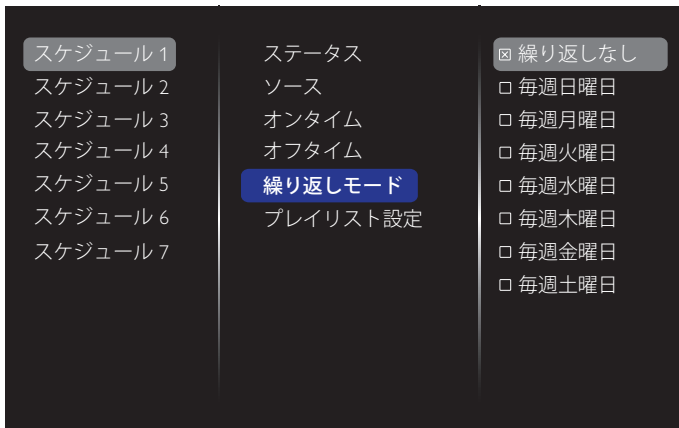 スケジュール 1
スケジュール 2
スケジュール 3
スケジュール 4
スケジュール 5
スケジュール 6
スケジュール 7
ステータス
ソース
オンタイム
オフタイム
繰り返しモード
プレイリスト設定
繰り返しなし
毎週日曜日
毎週月曜日
毎週火曜日
毎週水曜日
毎週木曜日
毎週金曜日
毎週土曜日